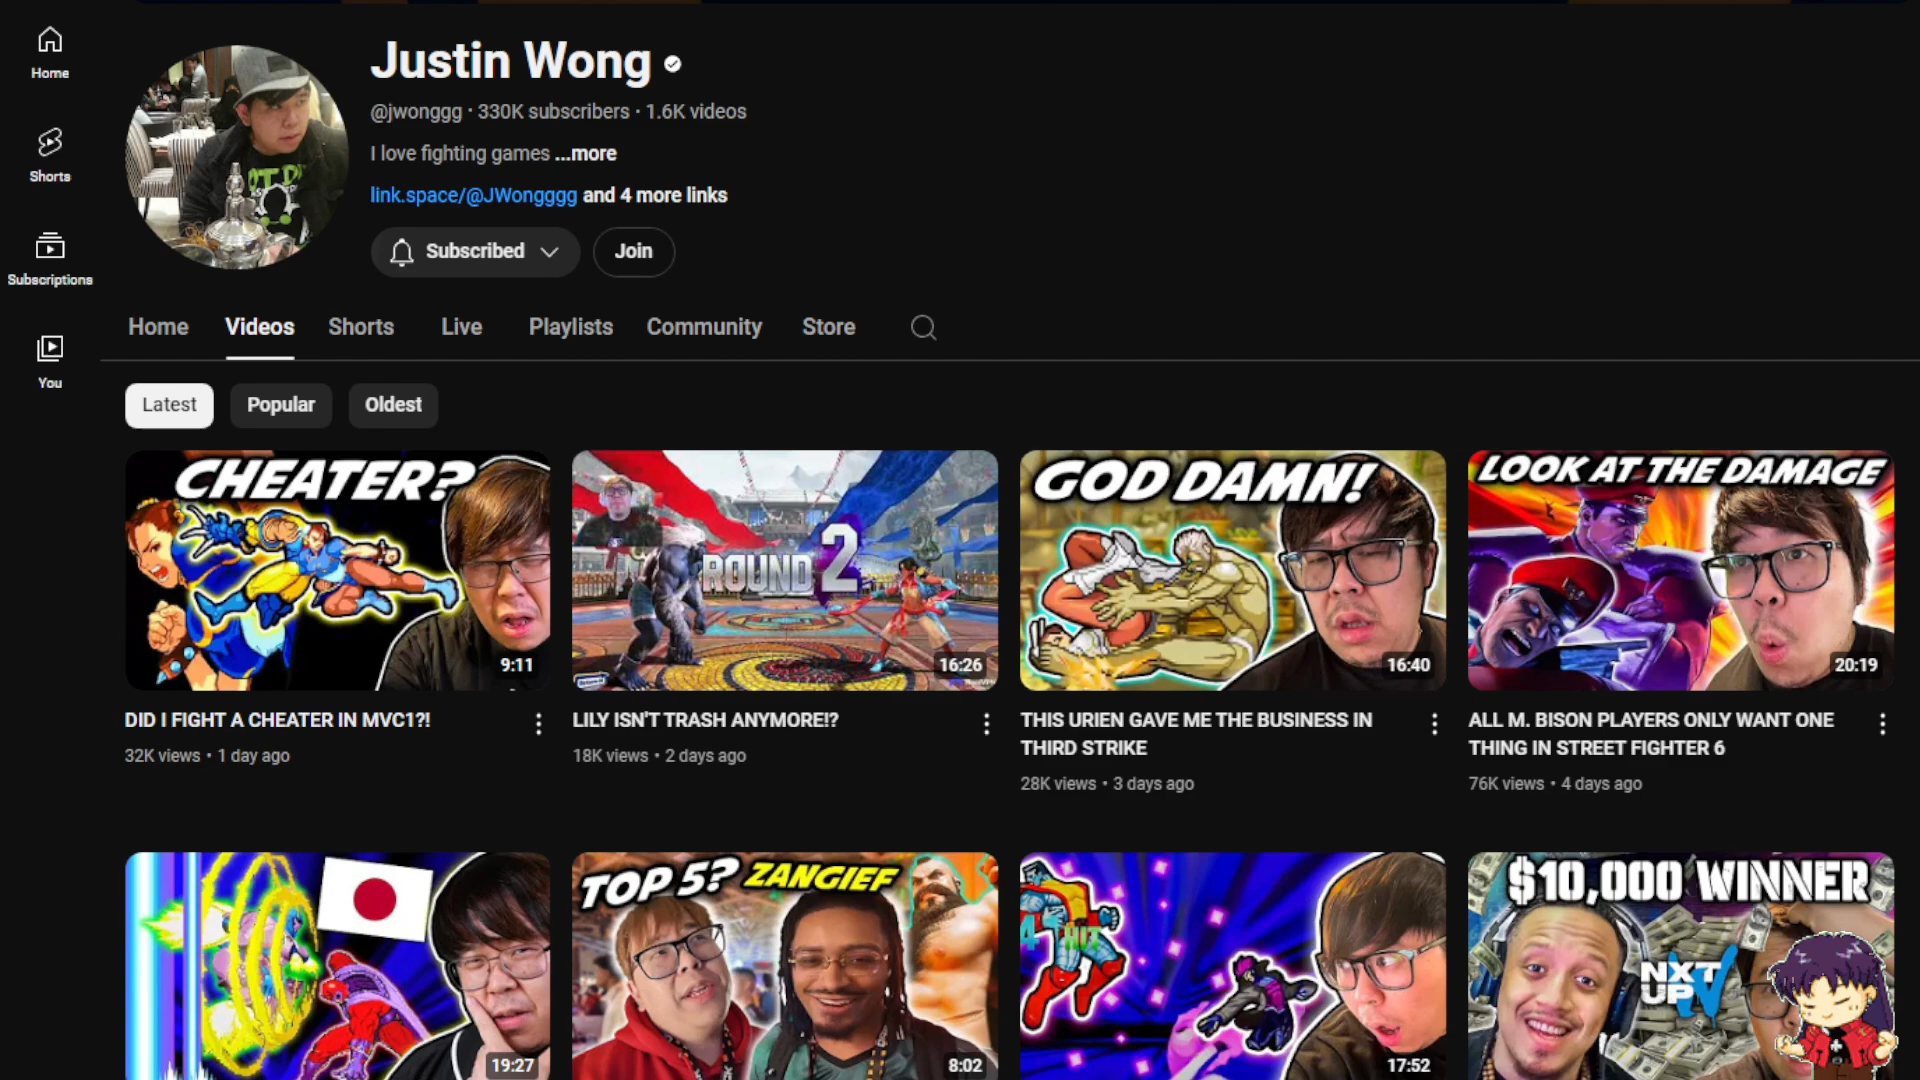 Home
Shorts
Subscriptions
You
Justin Wong
@jwonggg · 330K subscribers · 1.6K videos
I love fighting games ...more
link.space/@JWongggg and 4 more links
Subscribed
Join
Home Videos Shorts Live Playlists Community Store
Latest Popular Oldest
CHEATER?
9:11
ROUND 2
16:26
GOD DAMN!
16:40
LOOK AT THE DAMAGE
20:19
DID I FIGHT A CHEATER IN MVC1?!
32K views · 1 day ago
LILY ISN'T TRASH ANYMORE!?
18K views · 2 days ago
THIS URIEN GAVE ME THE BUSINESS IN
THIRD STRIKE
28K views · 3 days ago
ALL M. BISON PLAYERS ONLY WANT ONE
THING IN STREET FIGHTER 6
76K views · 4 days ago
19:27
TOP 5? ZANGIEF
8:02
HIT
17:52
$10,000 WINNER
NXT
UP